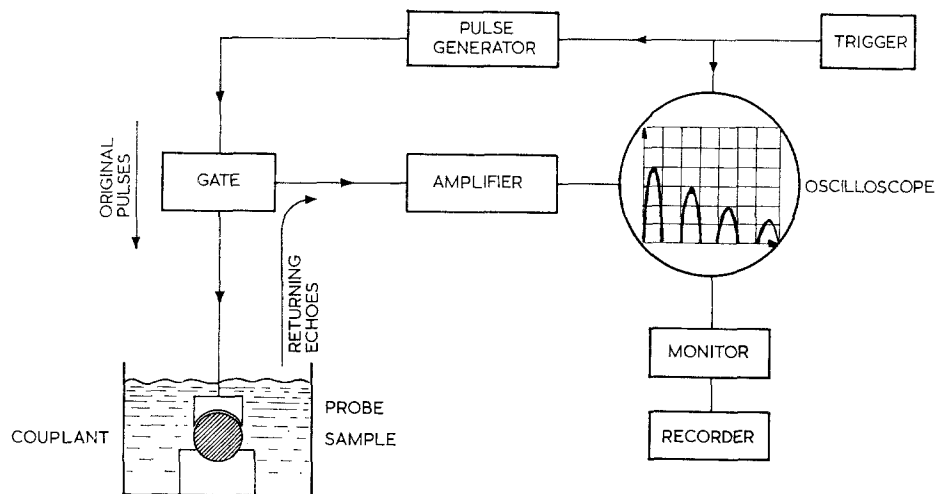 PULSE
GENERATOR
TRIGGER
ORIGINAL
PULSES
GATE
AMPLIFIER
OSCILLOSCOPE
RETURNING
ECHOES
MONITOR
COUPLANT
PROBE
SAMPLE
RECORDER